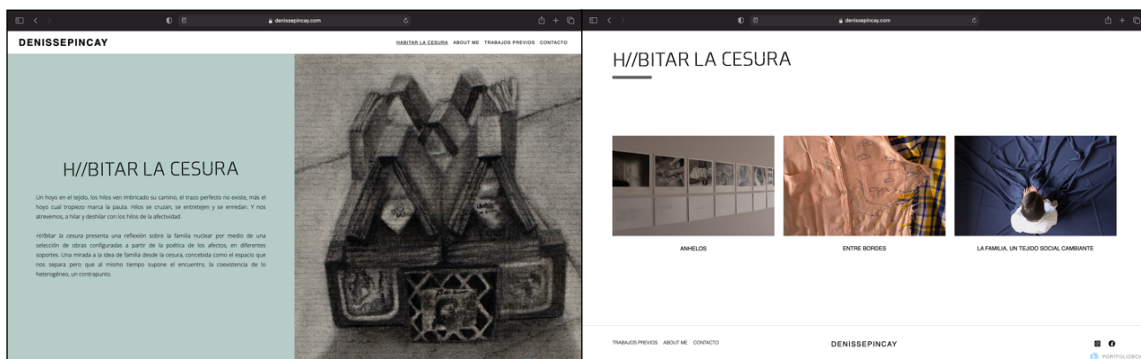 denissepincay.com
DENISSEPINCAY
HABITAR LA CESURA ABOUT ME TRABAJOS PREVIOS CONTACTO
H//BITAR LA CESURA
Un hoyo en el tejido, los hilos ven imbricado su camino, el trazo perfecto no existe, más el
hoyo cual tropiezo marca la pauta. Hilos se cruzan, se entretejen y se enredan. Y nos
atrevemos, a hilar y deshilar con los hilos de la afectividad.
H//bitar la cesura presenta una reflexión sobre la familia nuclear por medio de una
selección de obras configuradas a partir de la poética de los afectos, en diferentes
soportes. Una mirada a la idea de familia desde la cesura, concebida como el espacio que
nos separa pero que al mismo tiempo supone el encuentro, la coexistencia de lo
heterogéneo, un contrapunto.
denissepincay.com
H//BITAR LA CESURA
ANHELOS
ENTRE BORDES
LA FAMILIA, UN TEJIDO SOCIAL CAMBIANTE
TRABAJOS PREVIOS ABOUT ME CONTACTO
DENISSEPINCAY
PORTFOLIOBOX